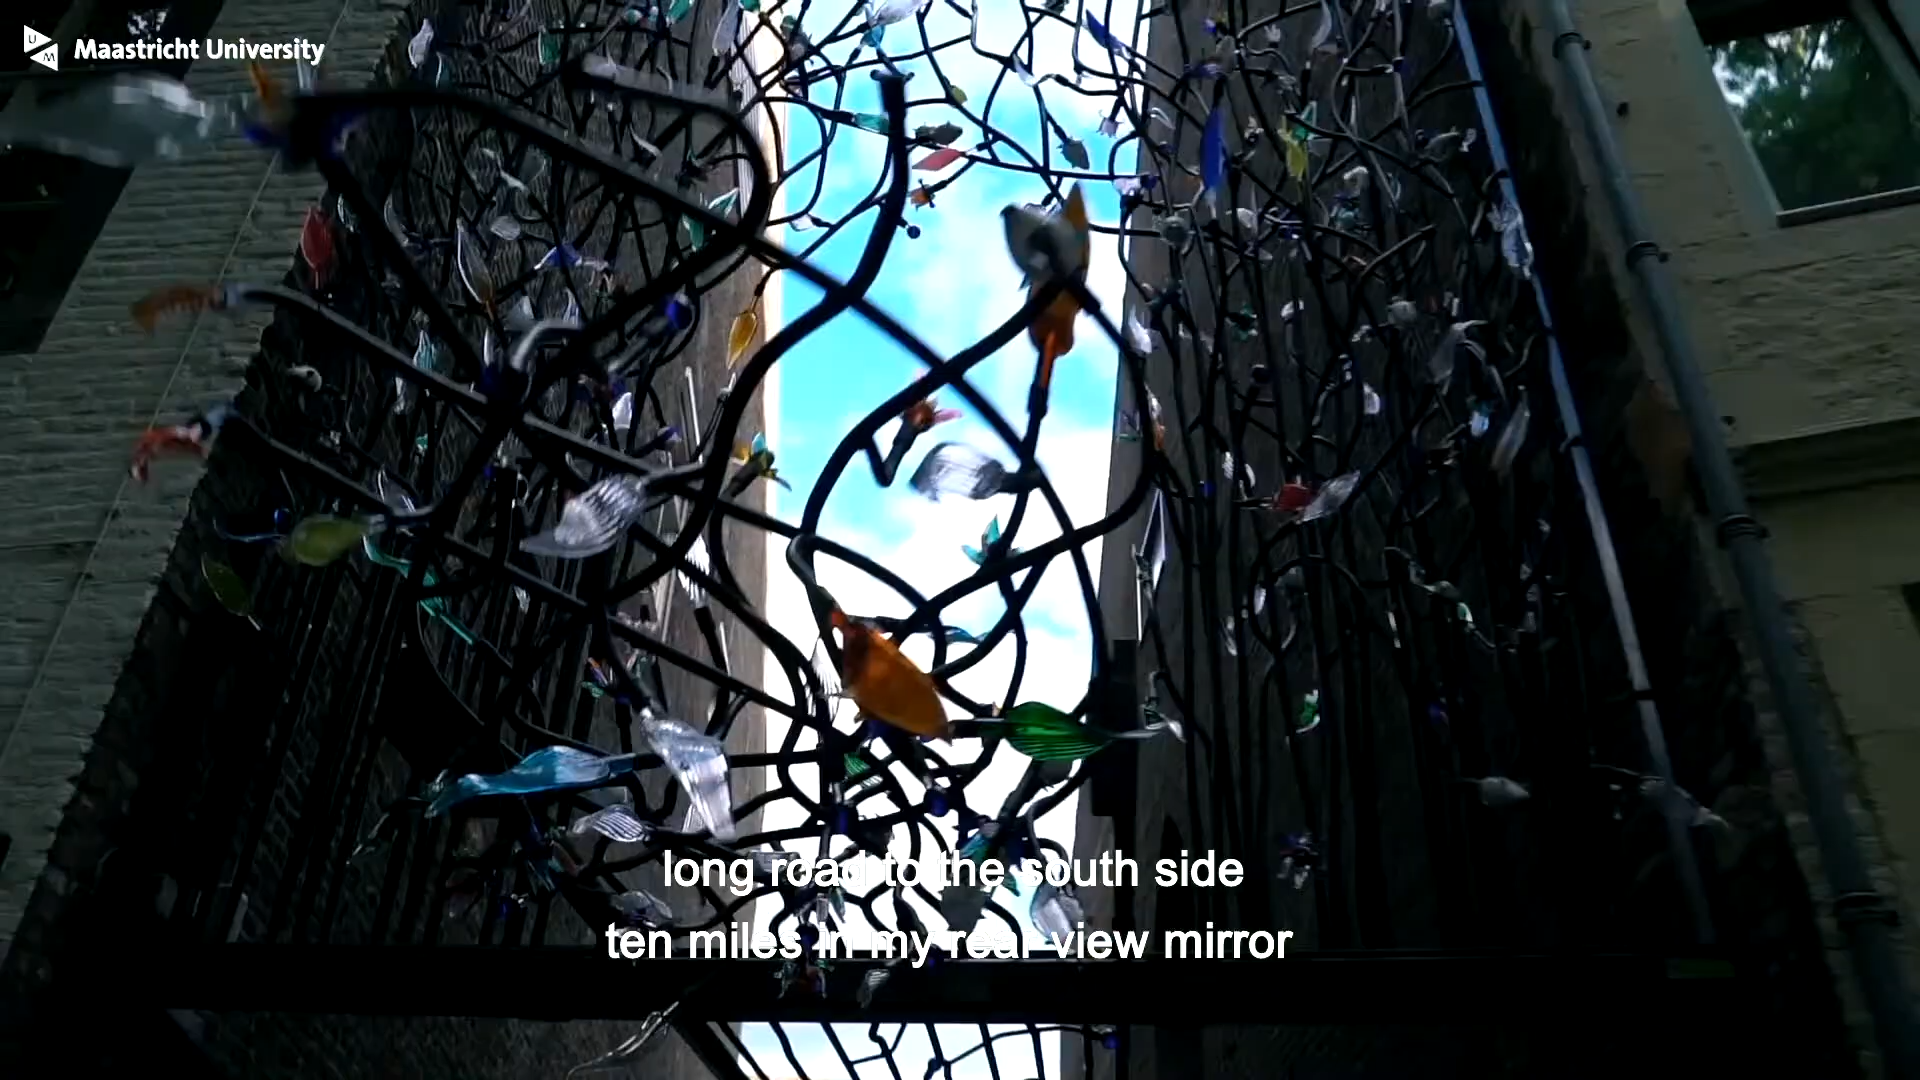 Maastricht University
long road to the south side
ten miles in my rear view mirror